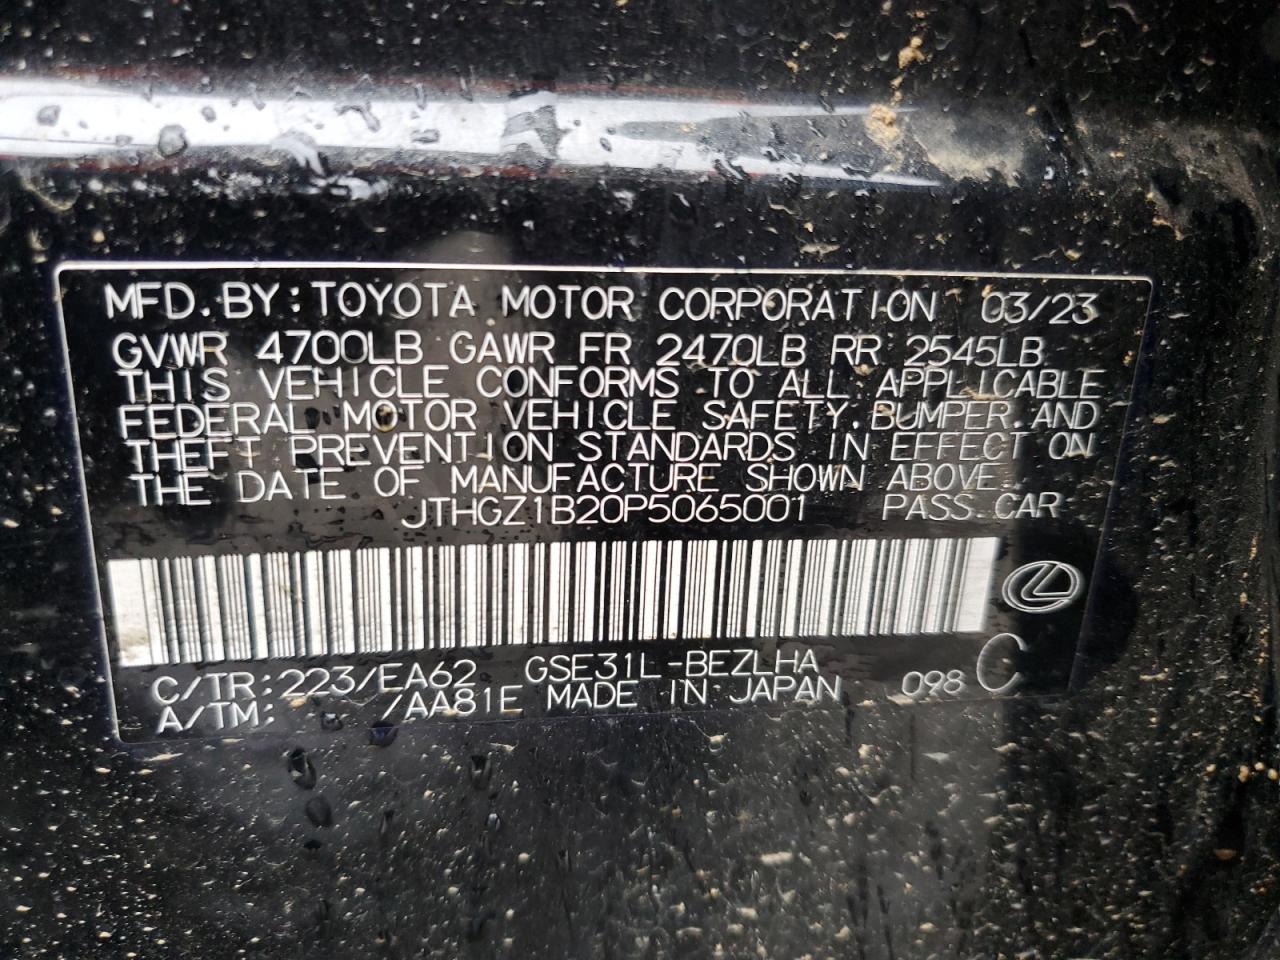 MFD. BY: TOYOTA MOTOR CORPORATION 03/23
GVWR 4700LB GAWR FR 2470LB RR 2545LB
THIS VEHICLE CONFORMS TO ALL APPLICABLE
FEDERAL MOTOR VEHICLE SAFETY, BUMPER, AND
THEFT PREVENTION STANDARDS IN EFFECT ON
THE DATE OF MANUFACTURE SHOWN ABOVE.
JTHGZ1B20P5065001 PASS. CAR
C/TR: 223/EA62 GSE31L-BEZLHA
A/TM: /AA81E MADE IN JAPAN 098 C